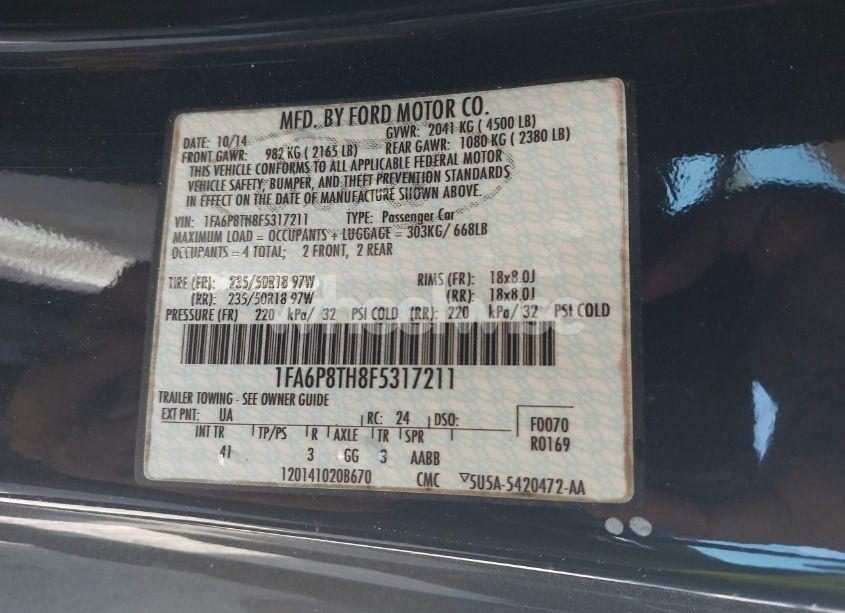 MFD. BY FORD MOTOR CO.
DATE: 10/14 GVWR: 2041 KG ( 4500 LB)
FRONT GAWR: 982 KG ( 2165 LB) REAR GAWR: 1080 KG ( 2380 LB)
THIS VEHICLE CONFORMS TO ALL APPLICABLE FEDERAL MOTOR
VEHICLE SAFETY, BUMPER, AND THEFT PREVENTION STANDARDS
IN EFFECT ON THE DATE OF MANUFACTURE SHOWN ABOVE.
VIN: 1FA6P8TH8F5317211 TYPE: Passenger Car
MAXIMUM LOAD = OCCUPANTS + LUGGAGE = 303KG/ 668LB
OCCUPANTS = 4 TOTAL; 2 FRONT, 2 REAR
TIRE (FR): 235/50R18 97W RIMS (FR): 18x8.0J
(RR): 235/50R18 97W (RR): 18x8.0J
PRESSURE (FR) 220 kPa/ 32 PSI COLD (RR): 220 kPa/ 32 PSI COLD
Wheelwise
1FA6P8TH8F5317211
TRAILER TOWING - SEE OWNER GUIDE
EXT PNT: UA RC: 24 DSO: F0070
INT TR TP/PS R AXLE TR SPR R0169
41 3 GG 3 AABB
120141020B670 CMC 5U5A-5420472-AA